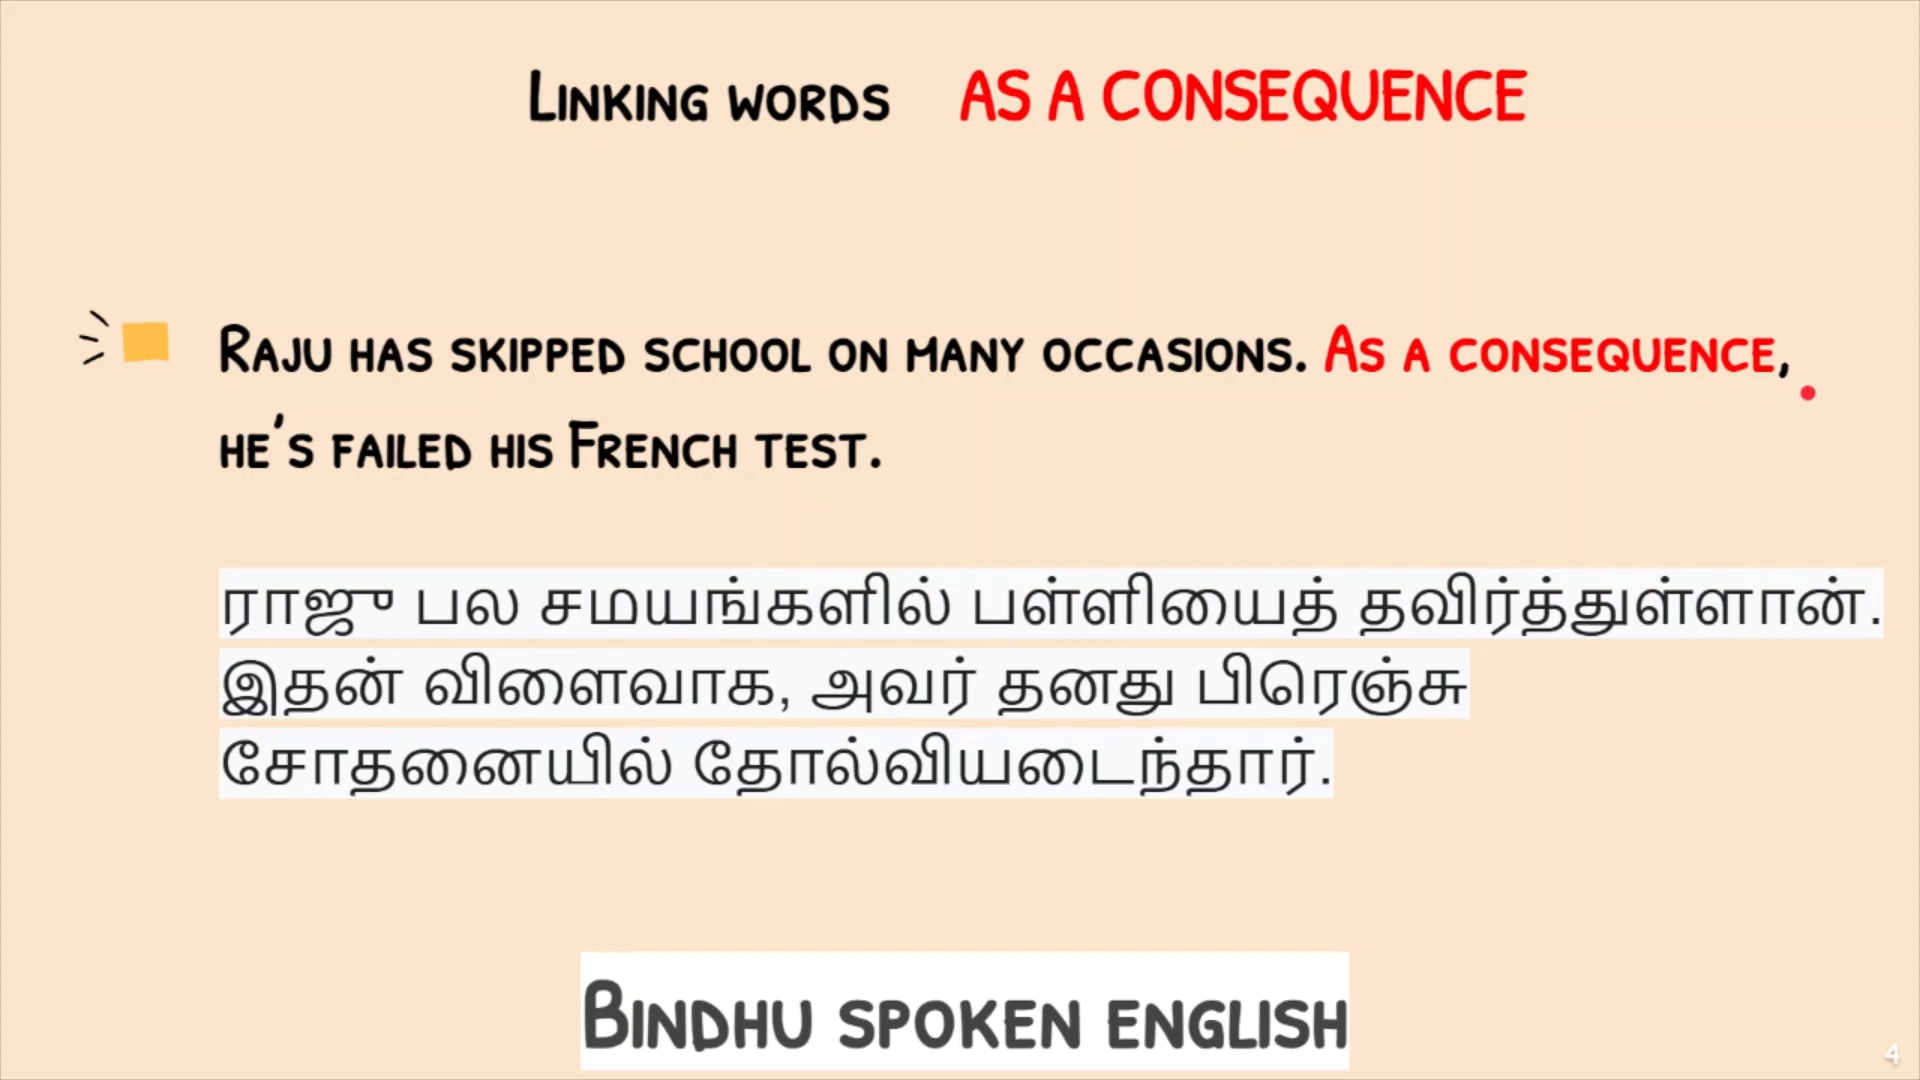 Linking words AS A CONSEQUENCE
Raju has skipped school on many occasions. As a consequence,
he's failed his French test.
ராஜு பல சமயங்களில் பள்ளியைத் தவிர்த்துள்ளான்.
இதன் விளைவாக, அவர் தனது பிரெஞ்சு
சோதனையில் தோல்வியடைந்தார்.
Bindhu spoken english
4